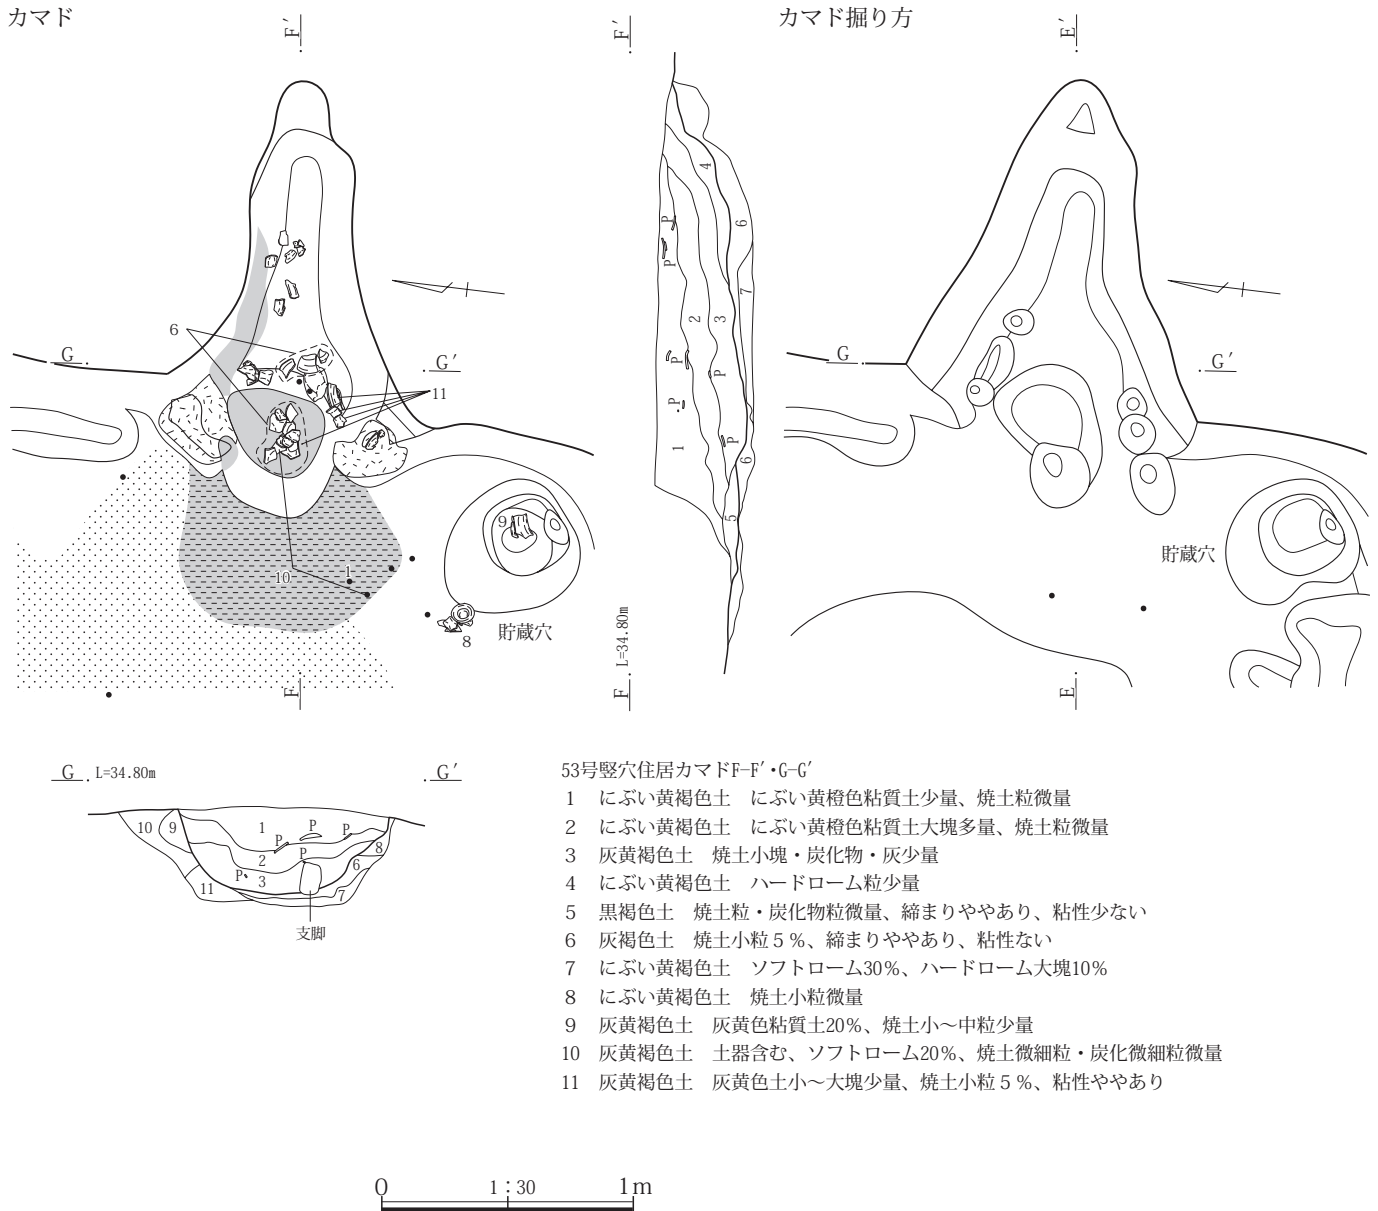 カマド
カマド掘り方
F′
F′
E′
6
G
G′
11
9
10
1
8
貯蔵穴
F
4
6
P
P
7
2
3
P
P
P
1
P
6
5
F L=34.80m
G
G′
貯蔵穴
E
G L=34.80m
G′
10
9
1
P
P
P
P
2
P
3
8
6
11
7
支脚
53号竪穴住居カマドF−F′・G−G′
1 にぶい黄褐色土 にぶい黄橙色粘質土少量、焼土粒微量
2 にぶい黄褐色土 にぶい黄橙色粘質土大塊多量、焼土粒微量
3 灰黄褐色土 焼土小塊・炭化物・灰少量
4 にぶい黄褐色土 ハードローム粒少量
5 黒褐色土 焼土粒・炭化物粒微量、締まりややあり、粘性少ない
6 灰褐色土 焼土小粒5%、締まりややあり、粘性ない
7 にぶい黄褐色土 ソフトローム30%、ハードローム大塊10%
8 にぶい黄褐色土 焼土小粒微量
9 灰黄褐色土 灰黄色粘質土20%、焼土小～中粒少量
10 灰黄褐色土 土器含む、ソフトローム20%、焼土微細粒・炭化微細粒微量
11 灰黄褐色土 灰黄色土小～大塊少量、焼土小粒5%、粘性ややあり
0 1：30 1m